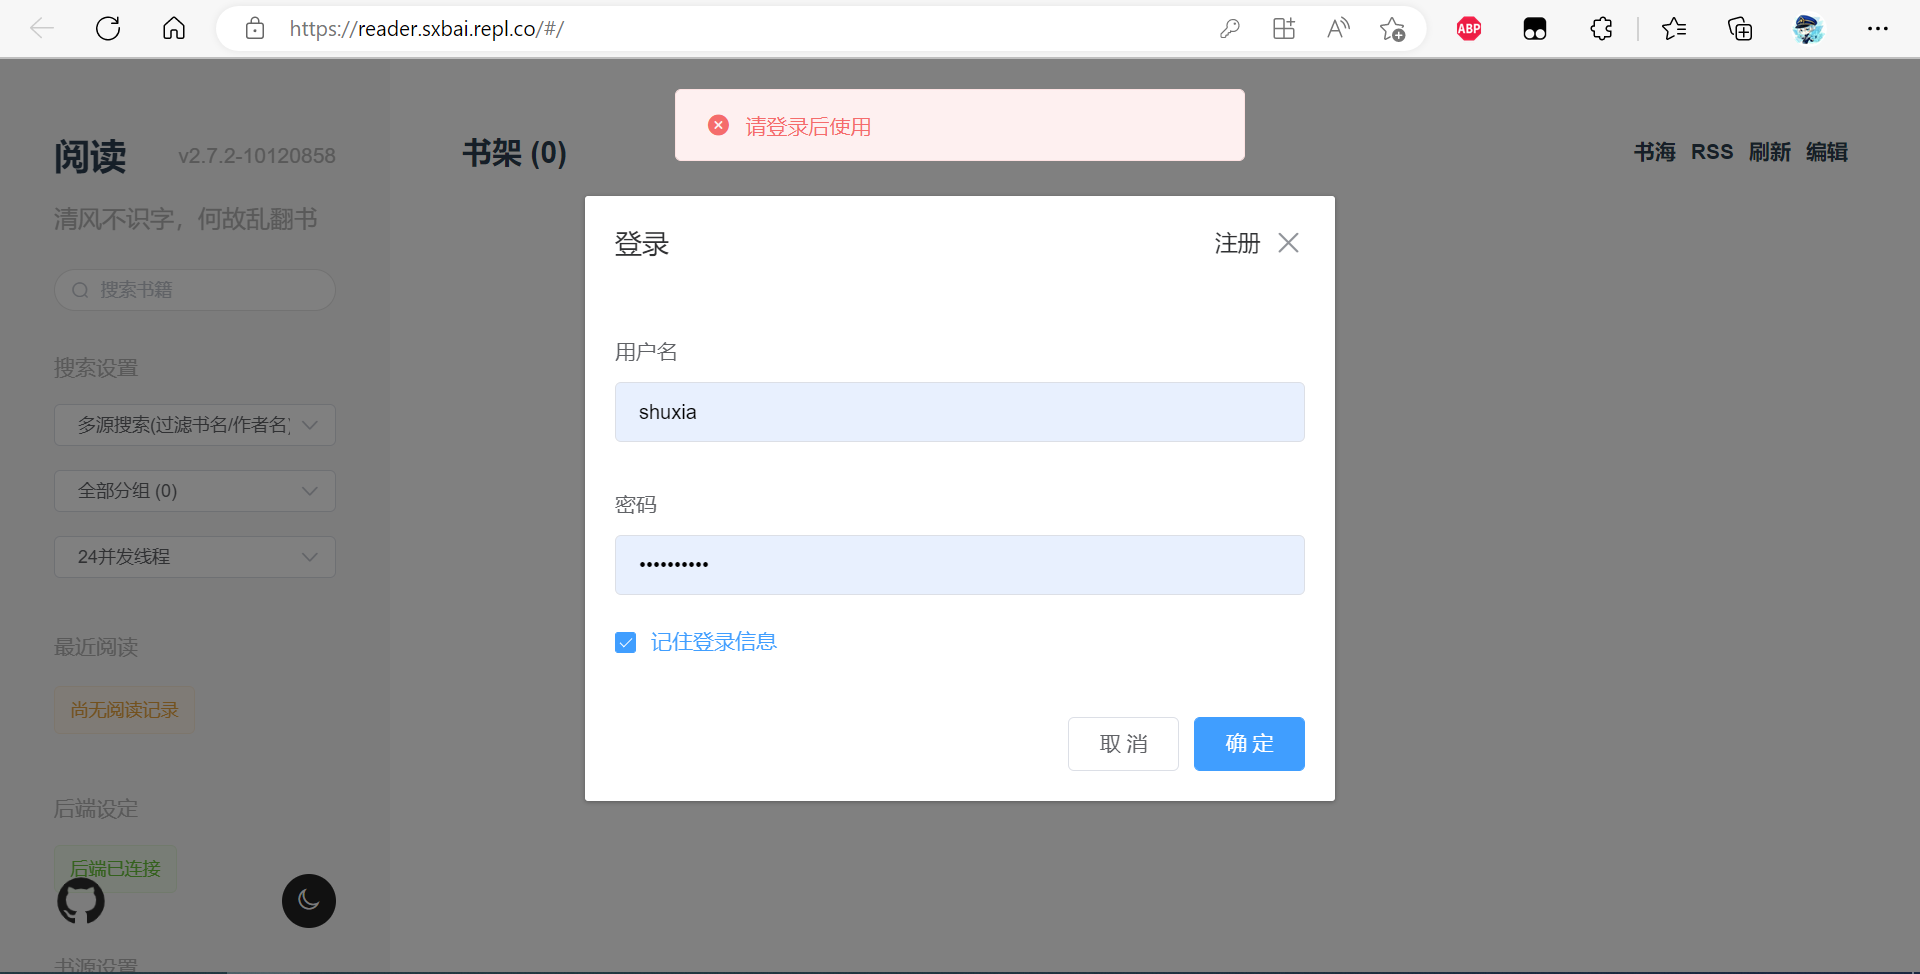 https://reader.sxbai.repl.co/#/
ABP
请登录后使用
阅读
v2.7.2-10120858
书架 (0)
书海 RSS 刷新 编辑
清风不识字，何故乱翻书
搜索书籍
搜索设置
多源搜索(过滤书名/作者名)
全部分组 (0)
24并发线程
最近阅读
尚无阅读记录
后端设定
后端已连接
书源设置
登录
注册
用户名
shuxia
密码
••••••••••
记住登录信息
取 消
确 定